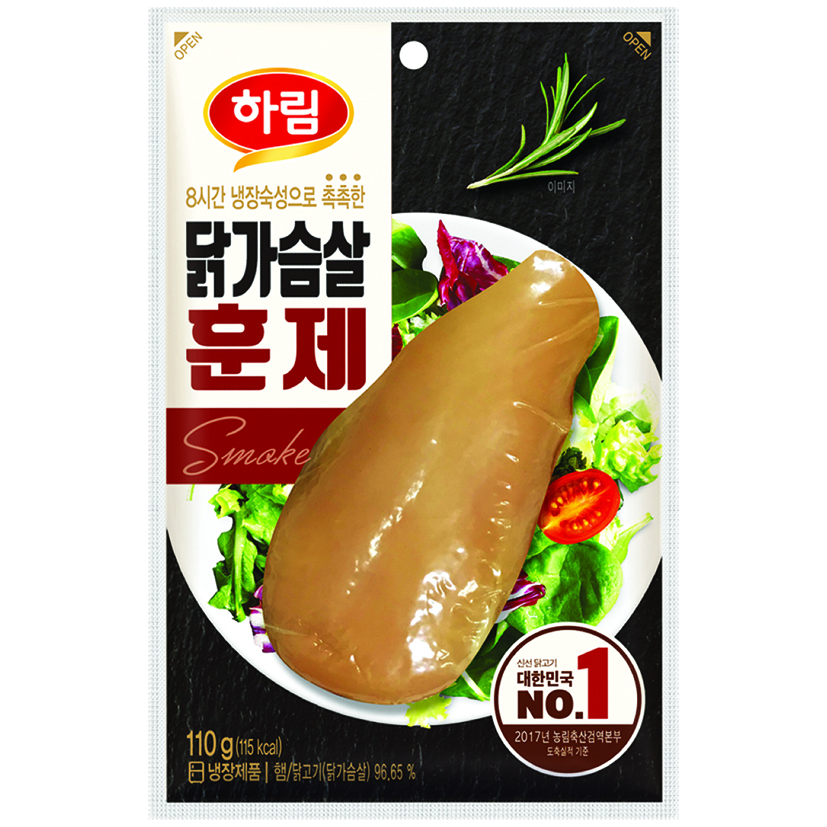 OPEN
OPEN
하림
이미지
8시간 냉장숙성으로 촉촉한
닭가슴살
훈제
Smoke
신선 닭고기
대한민국
NO.1
2017년 농림축산검역본부
도축실적 기준
110 g (115 kcal)
냉장제품 | 햄/닭고기(닭가슴살) 96.65 %